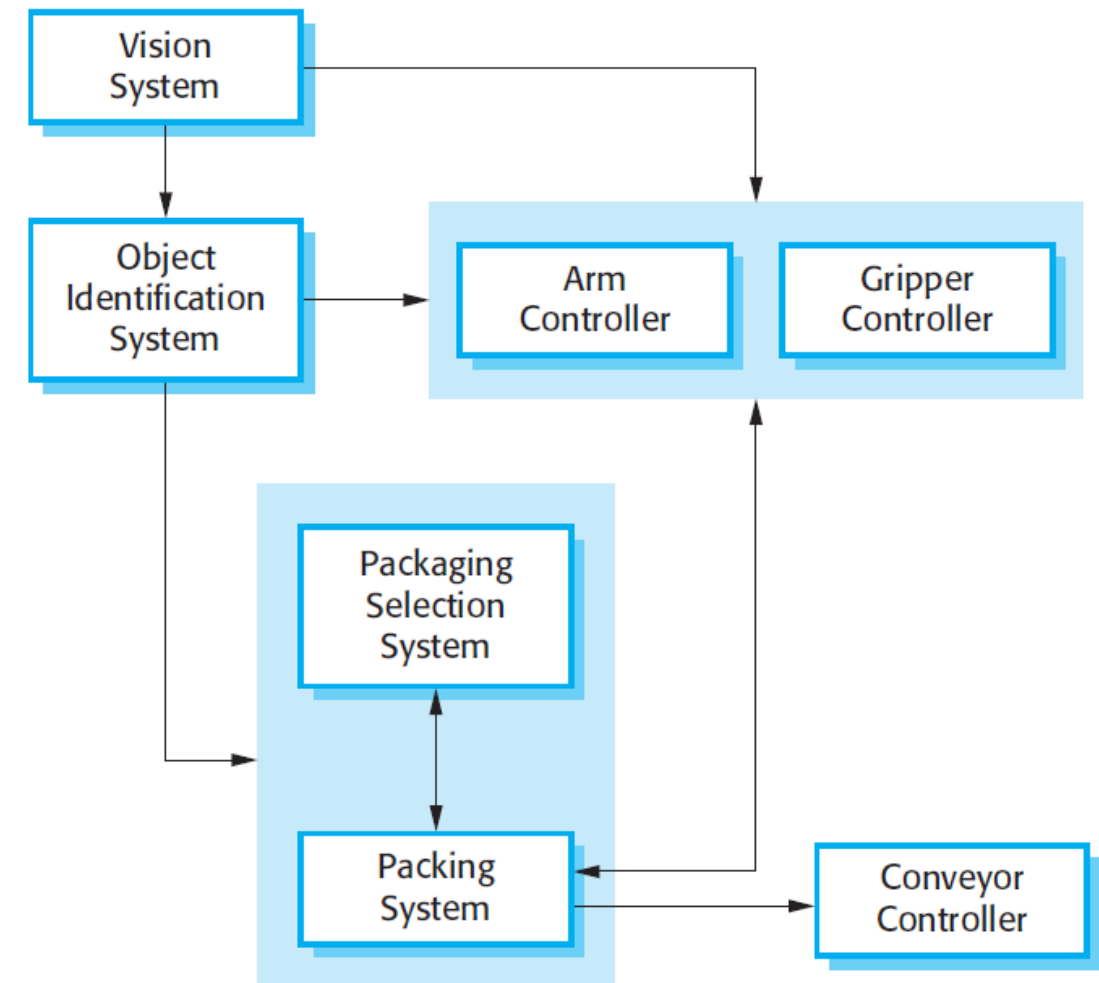 Vision
System
Object
Identification
System
Arm
Controller
Gripper
Controller
Packaging
Selection
System
Packing
System
Conveyor
Controller